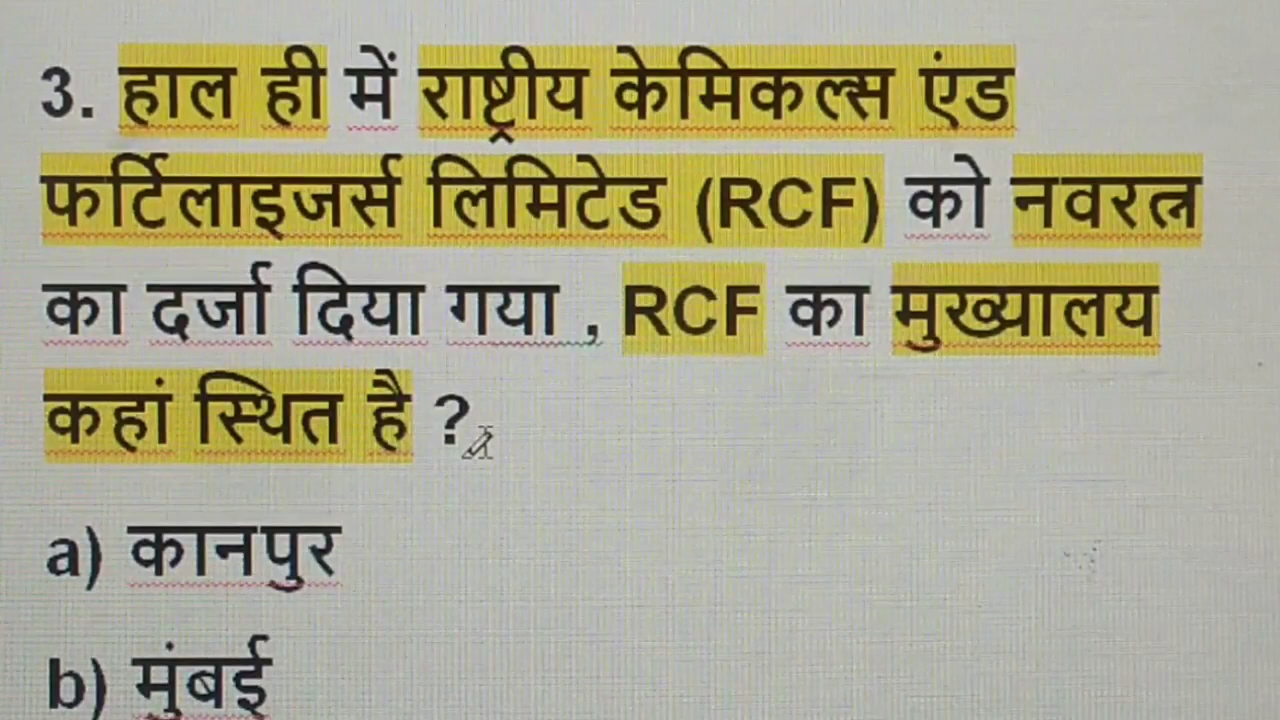 3. हाल ही में राष्ट्रीय केमिकल्स एंड
फर्टिलाइजर्स लिमिटेड (RCF) को नवरत्न
का दर्जा दिया गया , RCF का मुख्यालय
कहां स्थित है ?
a) कानपुर
b) मुंबई